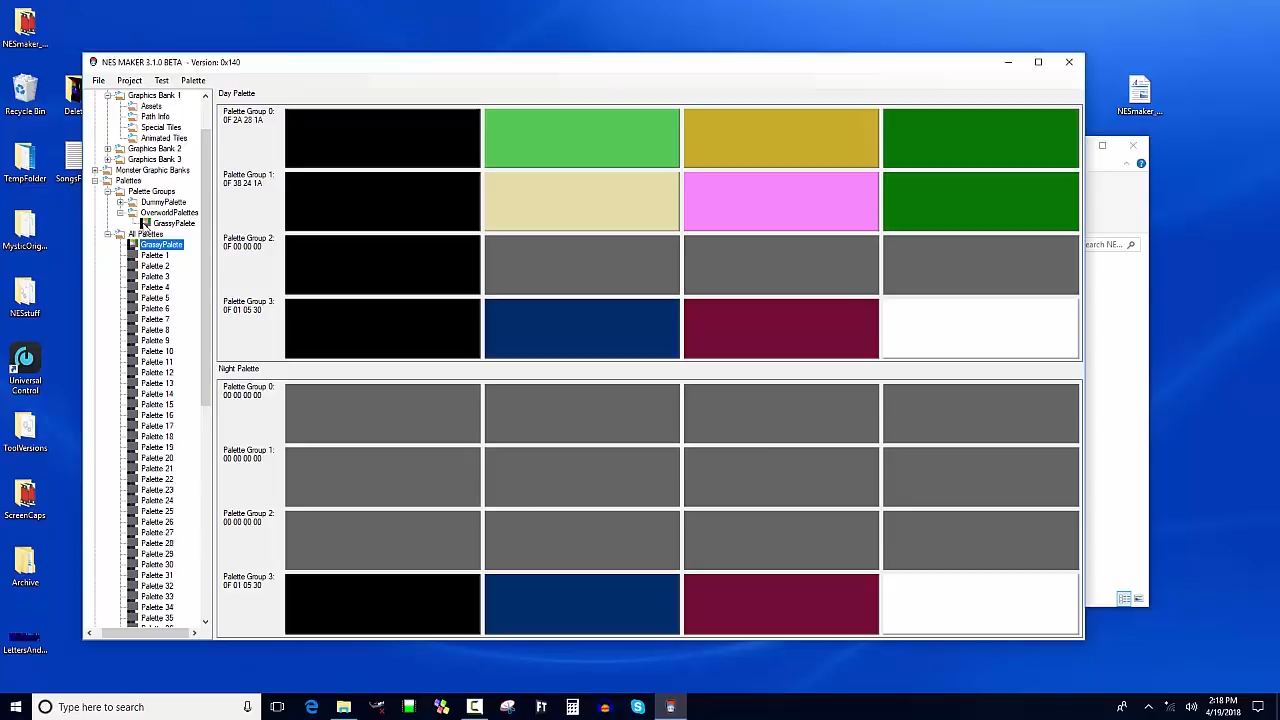 NESmaker_...
Recycle Bin
Delet
TempFolder
SongsF
MysticOrig...
NESstuff
Universal
Control
ToolVersions
ScreenCaps
Archive
LettersAnd...
NES MAKER 3.1.0 BETA - Version: 0x140
File Project Test Palette
Graphics Bank 1
Assets
Path Info
Special Tiles
Animated Tiles
Graphics Bank 2
Graphics Bank 3
Monster Graphic Banks
Palettes
Palette Groups
DummyPalette
OverworldPalettes
GrassyPalete
All Palettes
GrassyPalete
Palette 1
Palette 2
Palette 3
Palette 4
Palette 5
Palette 6
Palette 7
Palette 8
Palette 9
Palette 10
Palette 11
Palette 12
Palette 13
Palette 14
Palette 15
Palette 16
Palette 17
Palette 18
Palette 19
Palette 20
Palette 21
Palette 22
Palette 23
Palette 24
Palette 25
Palette 26
Palette 27
Palette 28
Palette 29
Palette 30
Palette 31
Palette 32
Palette 33
Palette 34
Palette 35
Day Palette
Palette Group 0:
0F 2A 28 1A
Palette Group 1:
0F 38 24 1A
Palette Group 2:
0F 00 00 00
Palette Group 3:
0F 01 05 30
Night Palette
Palette Group 0:
00 00 00 00
Palette Group 1:
00 00 00 00
Palette Group 2:
00 00 00 00
Palette Group 3:
0F 01 05 30
NESmaker_...
earch NE...
Type here to search
2:18 PM
4/19/2018